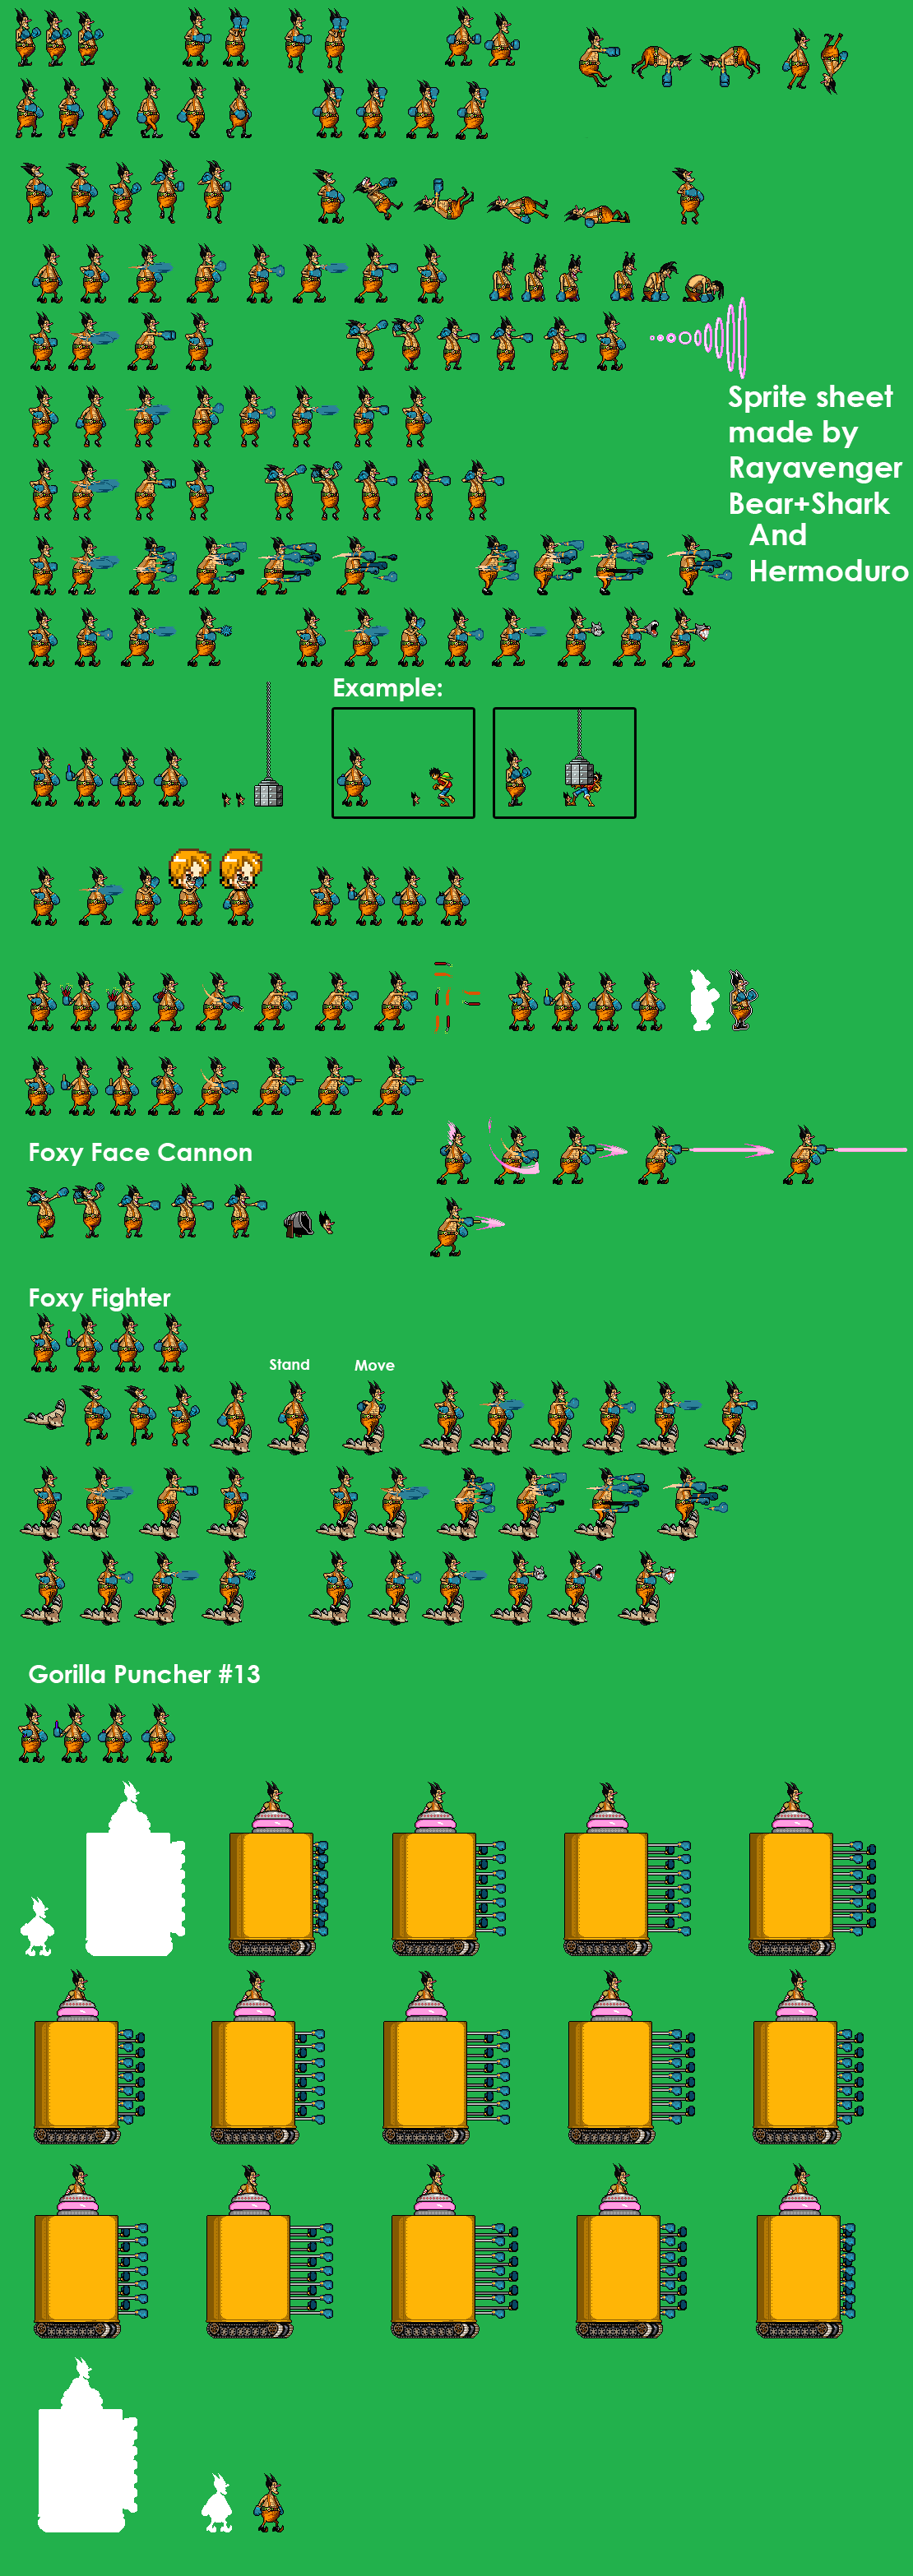 Sprite sheet
made by
Rayavenger
Bear+Shark
And
Hermoduro
Example:
Foxy Face Cannon
Foxy Fighter
Stand
Move
Gorilla Puncher #13